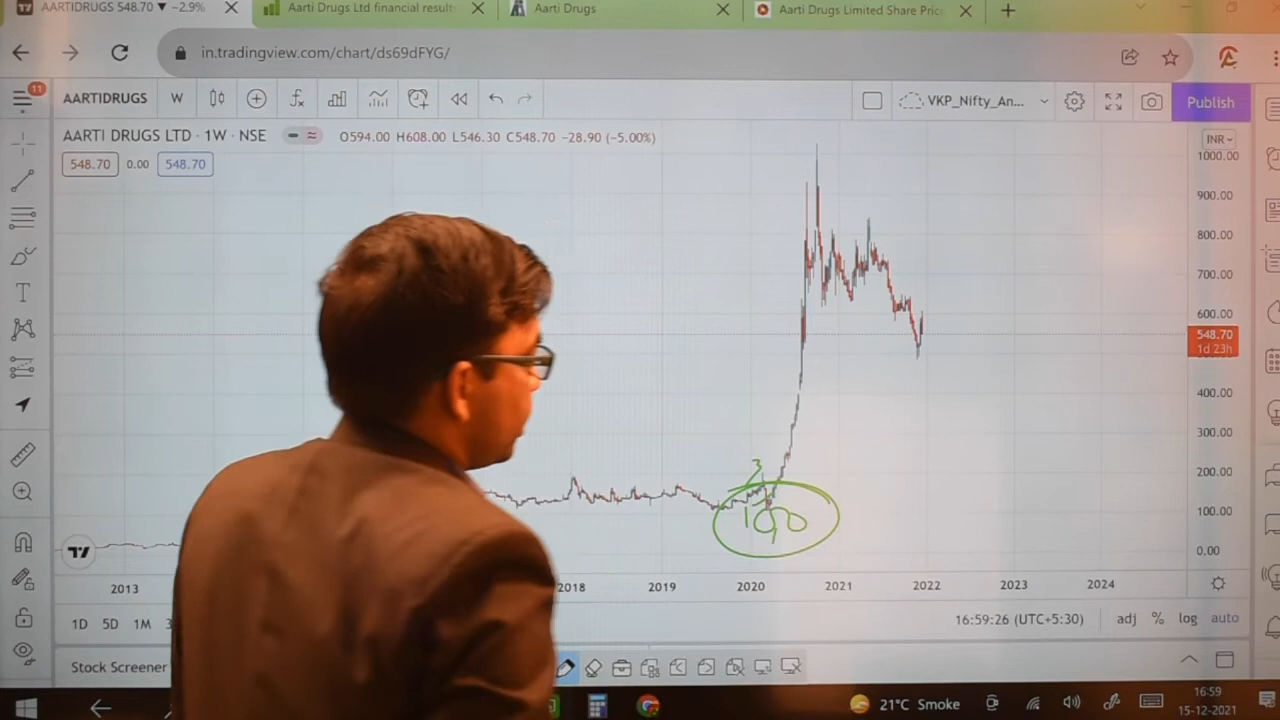 AARTIDRUGS 548.70 ▼ −2.9%
Aarti Drugs Ltd financial result
Aarti Drugs
Aarti Drugs Limited Share Pric
in.tradingview.com/chart/ds69dFYG/
11
AARTIDRUGS W
VKP_Nifty_An...
Publish
AARTI DRUGS LTD · 1W · NSE O594.00 H608.00 L546.30 C548.70 −28.90 (−5.00%)
INR
548.70 0.00 548.70
1000.00
900.00
800.00
700.00
600.00
548.70
1d 23h
400.00
300.00
200.00
100.00
0.00
3
100
2013 2018 2019 2020 2021 2022 2023 2024
1D 5D 1M 16:59:26 (UTC+5:30) adj % log auto
Stock Screener
21°C Smoke
16:59
15-12-2021